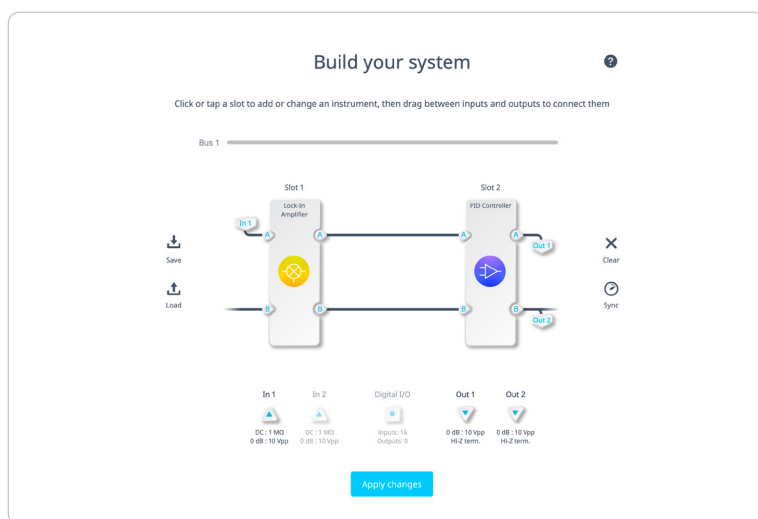 Build your system
?
Click or tap a slot to add or change an instrument, then drag between inputs and outputs to connect them
Bus 1
Slot 1
Slot 2
Lock-In
Amplifier
PID Controller
In 1
A
A
A
A
Out 1
Save
Clear
Load
Sync
B
B
B
B
Out 2
In 1
In 2
Digital I/O
Out 1
Out 2
DC : 1 MΩ
0 dB : 10 Vpp
DC : 1 MΩ
0 dB : 10 Vpp
Inputs: 16
Outputs: 0
0 dB : 10 Vpp
Hi-Z term.
0 dB : 10 Vpp
Hi-Z term.
Apply changes